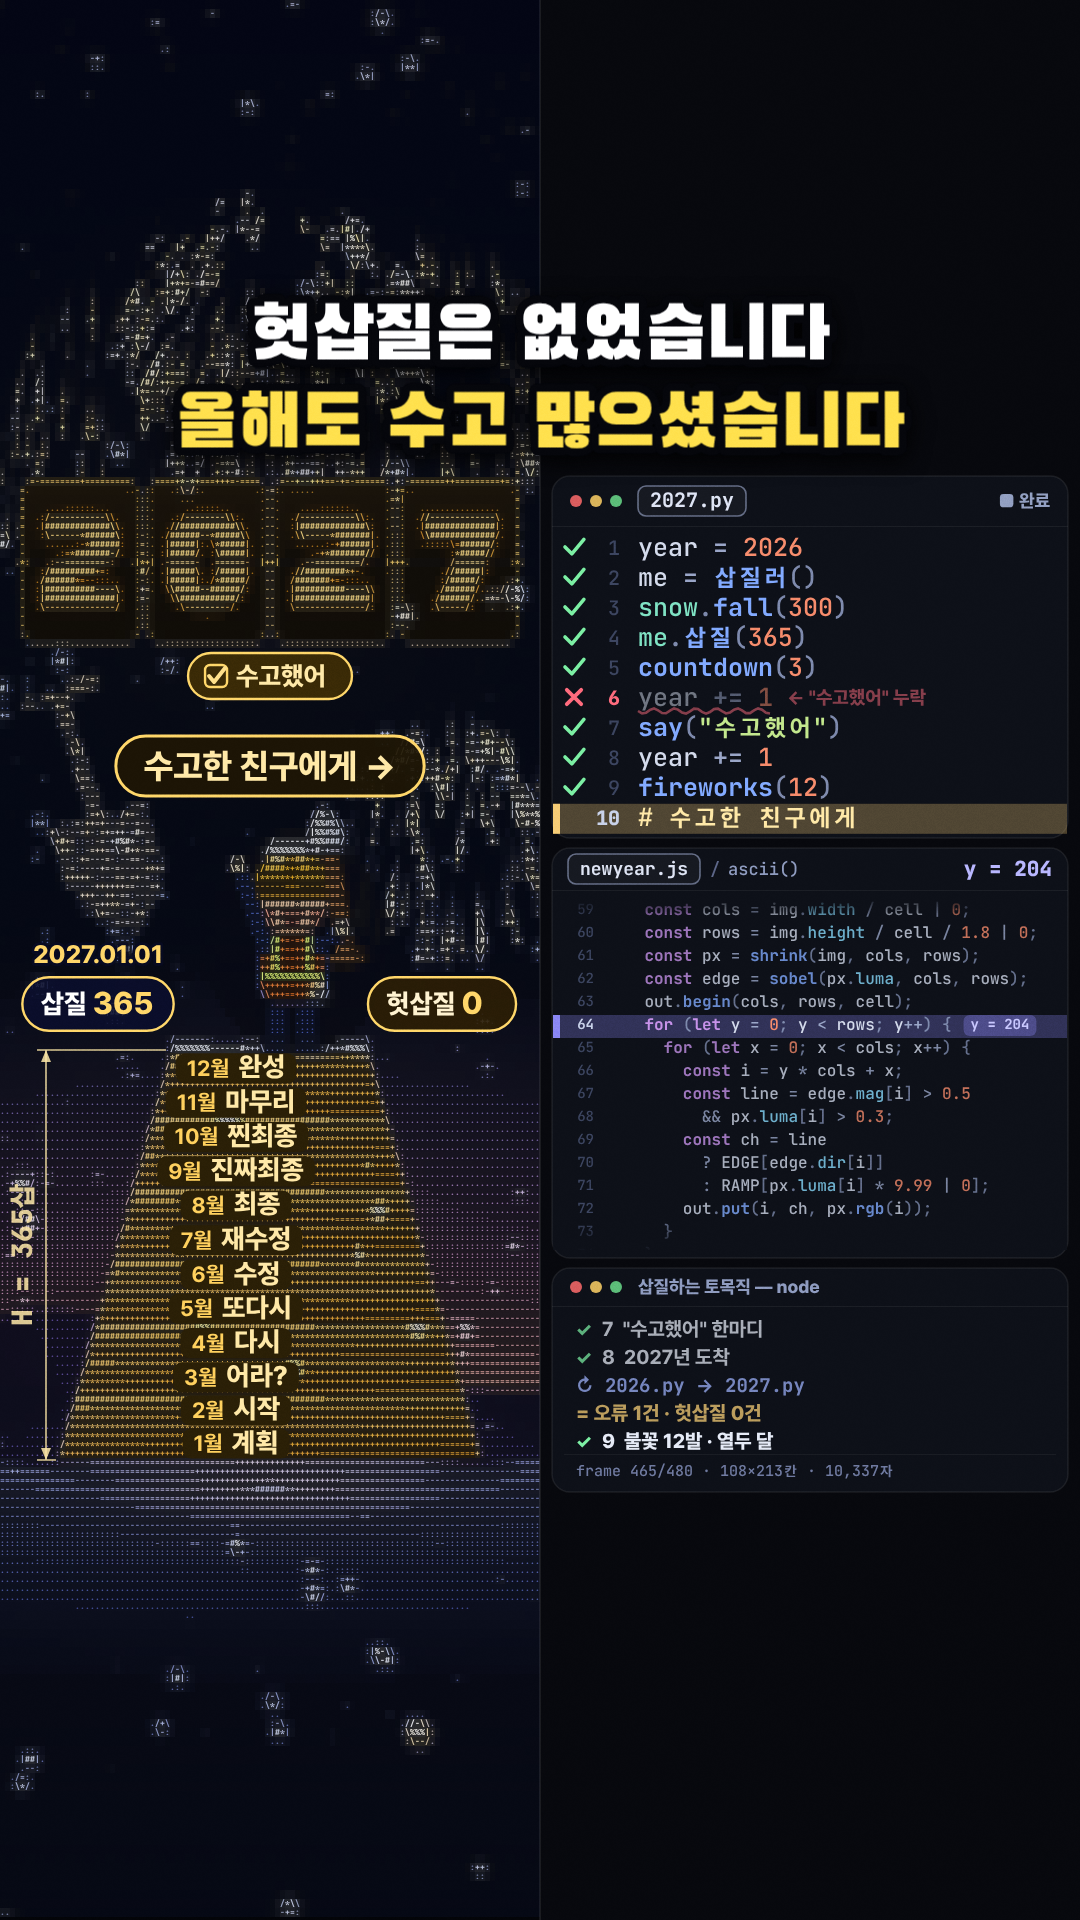 헛삽질은 없었습니다
올해도 수고 많으셨습니다
2027
☑ 수고했어
수고한 친구에게 →
2027.01.01
삽질 365
헛삽질 0
H = 365삽
12월 완성
11월 마무리
10월 찐최종
9월 진짜최종
8월 최종
7월 재수정
6월 수정
5월 또다시
4월 다시
3월 어라?
2월 시작
1월 계획
2027.py
완료
1 year = 2026
2 me = 삽질러()
3 snow.fall(300)
4 me.삽질(365)
5 countdown(3)
6 year += 1 ← "수고했어" 누락
7 say("수고했어")
8 year += 1
9 fireworks(12)
10 # 수고한 친구에게
newyear.js / ascii() y = 204
59 const cols = img.width / cell | 0;
60 const rows = img.height / cell / 1.8 | 0;
61 const px = shrink(img, cols, rows);
62 const edge = sobel(px.luma, cols, rows);
63 out.begin(cols, rows, cell);
64 for (let y = 0; y < rows; y++) { y = 204
65 for (let x = 0; x < cols; x++) {
66 const i = y * cols + x;
67 const line = edge.mag[i] > 0.5
68 && px.luma[i] > 0.3;
69 const ch = line
70 ? EDGE[edge.dir[i]]
71 : RAMP[px.luma[i] * 9.99 | 0];
72 out.put(i, ch, px.rgb(i));
73 }
삽질하는 토목직 — node
✓ 7 "수고했어" 한마디
✓ 8 2027년 도착
↻ 2026.py → 2027.py
= 오류 1건 · 헛삽질 0건
✓ 9 불꽃 12발 · 열두 달
frame 465/480 · 108×213칸 · 10,337자